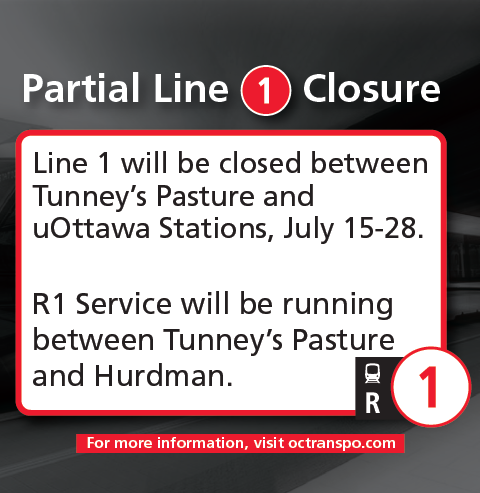 Partial Line 1 Closure
Line 1 will be closed between
Tunney's Pasture and
uOttawa Stations, July 15-28.
R1 Service will be running
between Tunney's Pasture
and Hurdman.
R 1
For more information, visit octranspo.com